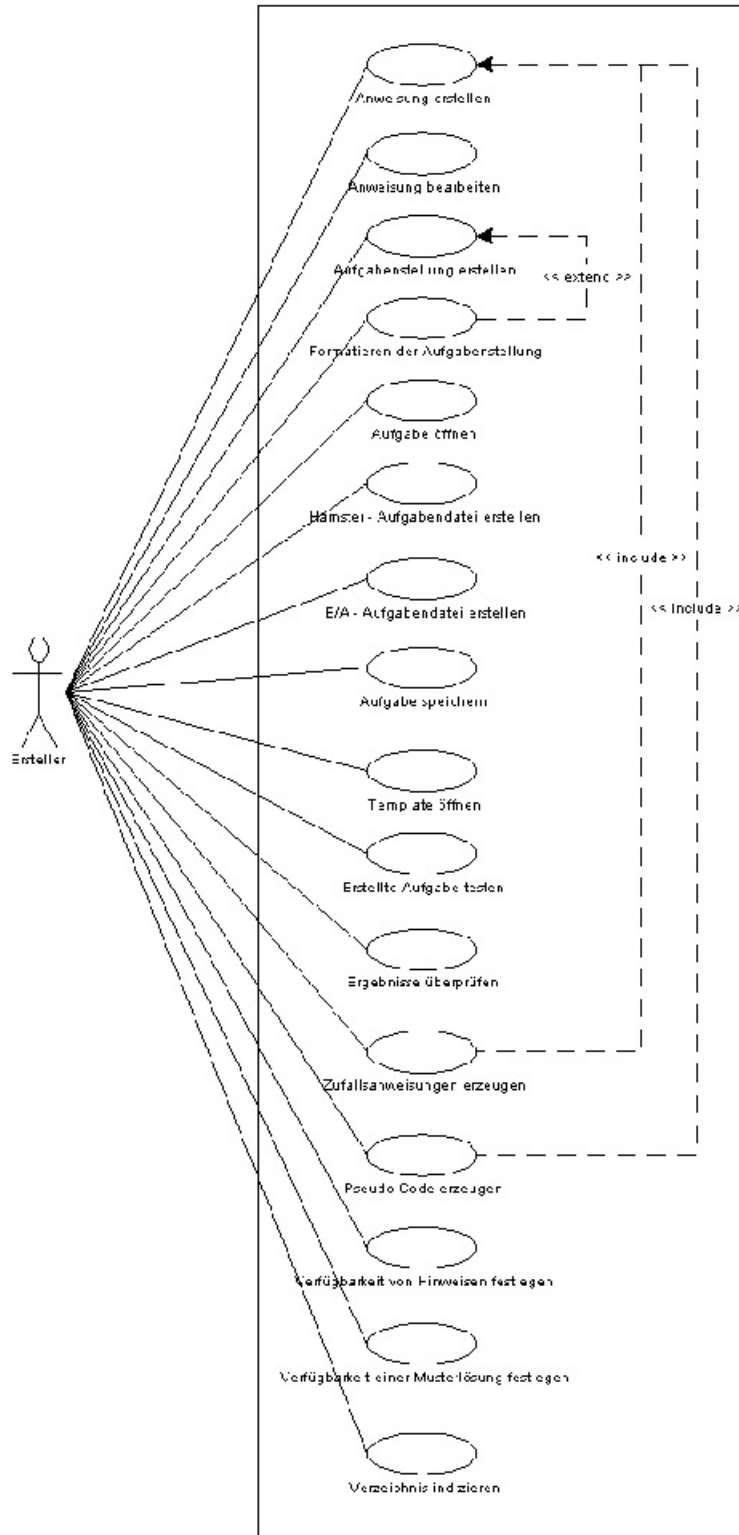 Anweisung erstellen
Anweisung bearbeiten
Aufgabenstellung erstellen
<< extend >>
Formatieren der Aufgabenstellung
Aufgabe öffnen
Hamster - Aufgabendatei erstellen
<< include >>
E/A - Aufgabendatei erstellen
<< include >>
Ersteller
Aufgabe speichern
Template öffnen
Erstellte Aufgabe testen
Ergebnisse überprüfen
Zufallsanweisungen erzeugen
Pseudo Code erzeugen
Verfügbarkeit von Hinweisen festlegen
Verfügbarkeit einer Musterlösung festlegen
Verzeichnis indizieren